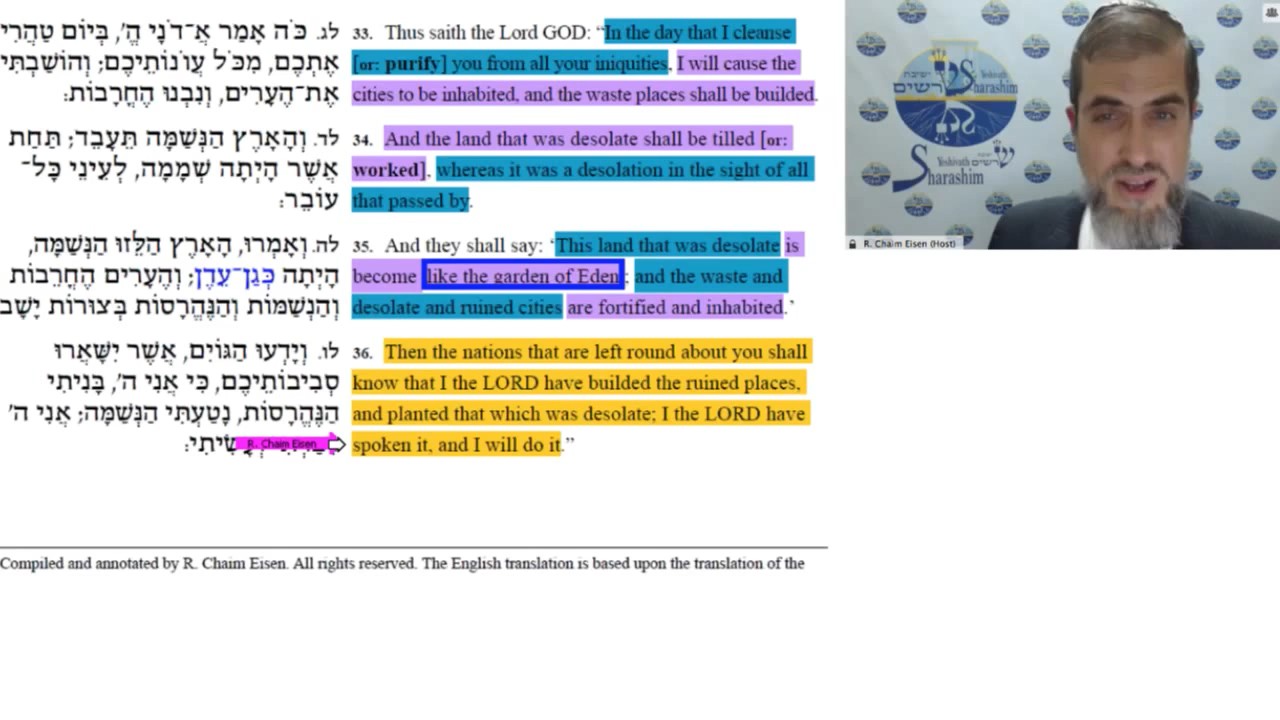 לג. כֹּה אָמַר אֲ־דֹנָי ה', בְּיוֹם טַהֲרִי
אֶתְכֶם, מִכֹּל עֲו‍ֹנוֹתֵיכֶם; וְהוֹשַׁבְתִּי
אֶת־הֶעָרִים, וְנִבְנוּ הֶחֳרָבוֹת:
33. Thus saith the Lord GOD: “In the day that I cleanse
[or: purify] you from all your iniquities, I will cause the
cities to be inhabited, and the waste places shall be builded.
לד. וְהָאָרֶץ הַנְּשַׁמָּה תֵּעָבֵד; תַּחַת
אֲשֶׁר הָיְתָה שְׁמָמָה, לְעֵינֵי כָּל־
עוֹבֵר:
34. And the land that was desolate shall be tilled [or:
worked], whereas it was a desolation in the sight of all
that passed by.
לה. וְאָמְרוּ, הָאָרֶץ הַלֵּזוּ הַנְּשַׁמָּה,
הָיְתָה כְּגַן־עֵדֶן; וְהֶעָרִים הֶחֳרֵבוֹת
וְהַנְשַׁמּוֹת וְהַנֶּהֱרָסוֹת בְּצוּרוֹת יָשָׁב
35. And they shall say: ‘This land that was desolate is
become like the garden of Eden; and the waste and
desolate and ruined cities are fortified and inhabited.’
לו. וְיָדְעוּ הַגּוֹיִם, אֲשֶׁר יִשָּׁאֲרוּ
סְבִיבוֹתֵיכֶם, כִּי אֲנִי ה', בָּנִיתִי
הַנֶּהֱרָסוֹת, נָטַעְתִּי הַנְּשַׁמָּה; אֲנִי ה'
R. Chaim Eisen
36. Then the nations that are left round about you shall
know that I the LORD have builded the ruined places,
and planted that which was desolate; I the LORD have
spoken it, and I will do it.”
Compiled and annotated by R. Chaim Eisen. All rights reserved. The English translation is based upon the translation of the
ישיבת
שרשים
Yeshivath
Sharashim
Yeshivath ישיבת
Sharashim
R. Chaim Eisen (Host)